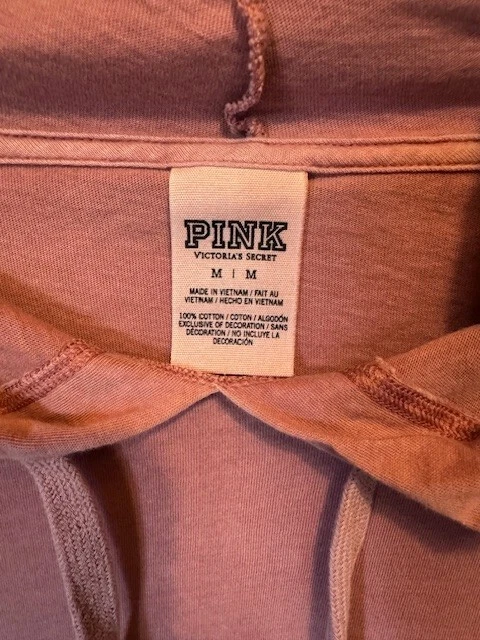 PINK
VICTORIA'S SECRET
M | M
MADE IN VIETNAM / FAIT AU
VIETNAM / HECHO EN VIETNAM
100% COTTON / COTON / ALGODÓN
EXCLUSIVE OF DECORATION / SANS
DÉCORATION / NO INCLUYE LA
DECORACIÓN